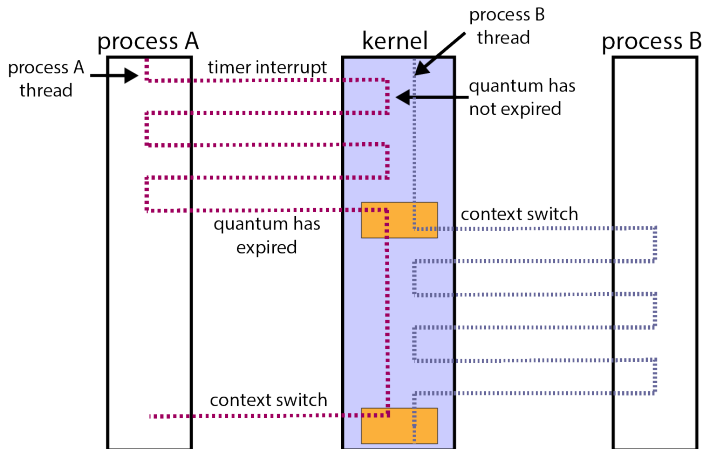 process A
kernel
process B
thread
process B
process A
thread
timer interrupt
quantum has
not expired
quantum has
expired
context switch
context switch